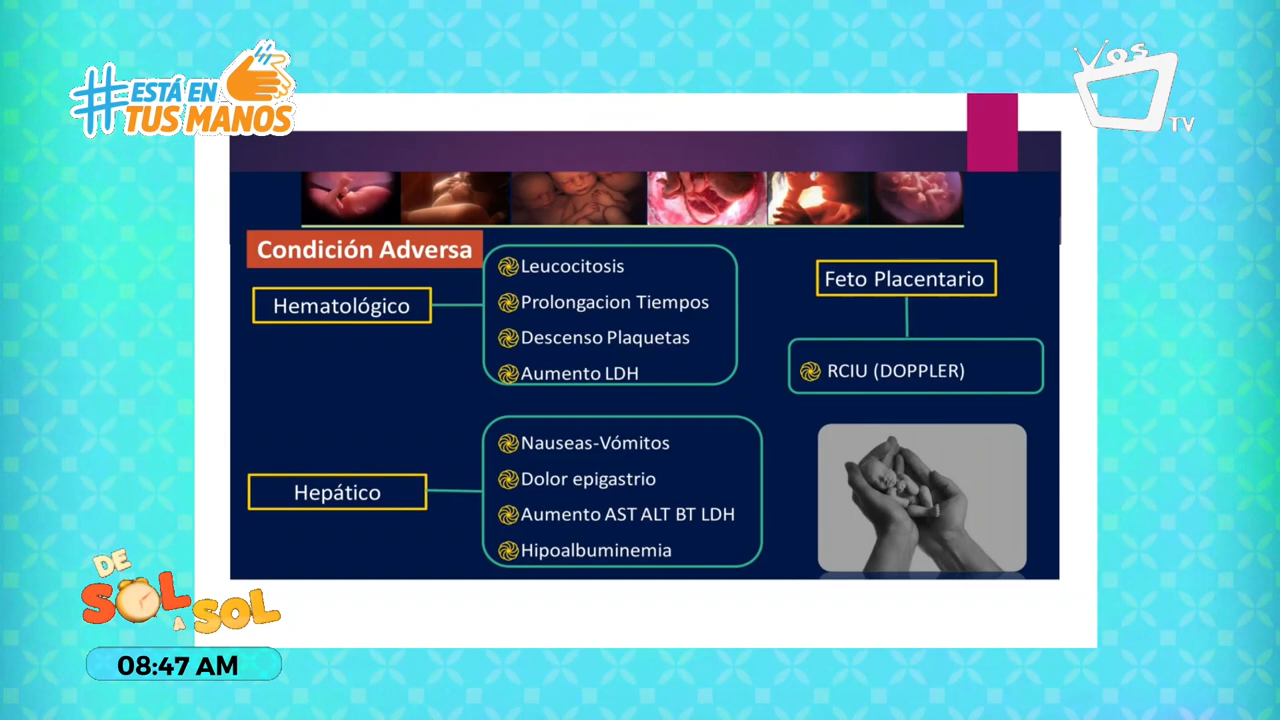 #ESTÁ EN
TUS MANOS
VOS
TV
Condición Adversa
Hematológico
Leucocitosis
Prolongacion Tiempos
Descenso Plaquetas
Aumento LDH
Feto Placentario
RCIU (DOPPLER)
Hepático
Nauseas-Vómitos
Dolor epigastrio
Aumento AST ALT BT LDH
Hipoalbuminemia
DE
SOL
A SOL
08:47 AM